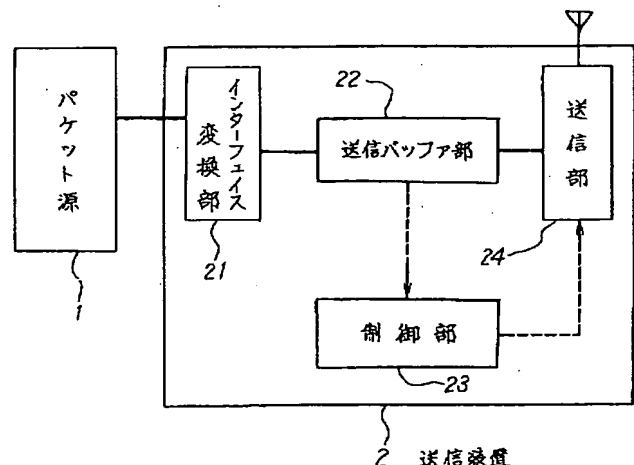 パケット源
1
インターフェイス
変換部
21
22
送信バッファ部
送信部
24
制御部
23
2 送信装置